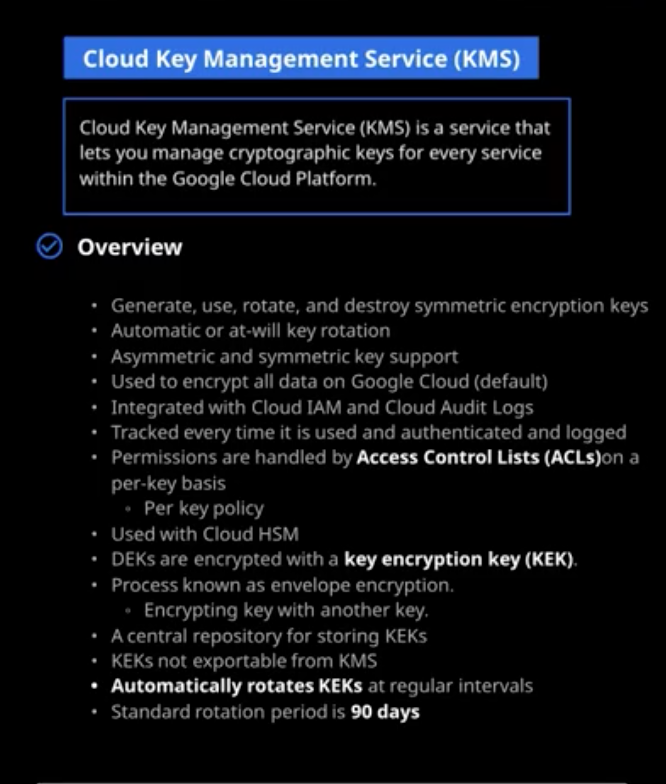 Cloud Key Management Service (KMS)
Cloud Key Management Service (KMS) is a service that
lets you manage cryptographic keys for every service
within the Google Cloud Platform.
Overview
• Generate, use, rotate, and destroy symmetric encryption keys
• Automatic or at-will key rotation
• Asymmetric and symmetric key support
• Used to encrypt all data on Google Cloud (default)
• Integrated with Cloud IAM and Cloud Audit Logs
• Tracked every time it is used and authenticated and logged
• Permissions are handled by Access Control Lists (ACLs)on a
per-key basis
◦ Per key policy
• Used with Cloud HSM
• DEKs are encrypted with a key encryption key (KEK).
• Process known as envelope encryption.
◦ Encrypting key with another key.
• A central repository for storing KEKs
• KEKs not exportable from KMS
• Automatically rotates KEKs at regular intervals
• Standard rotation period is 90 days